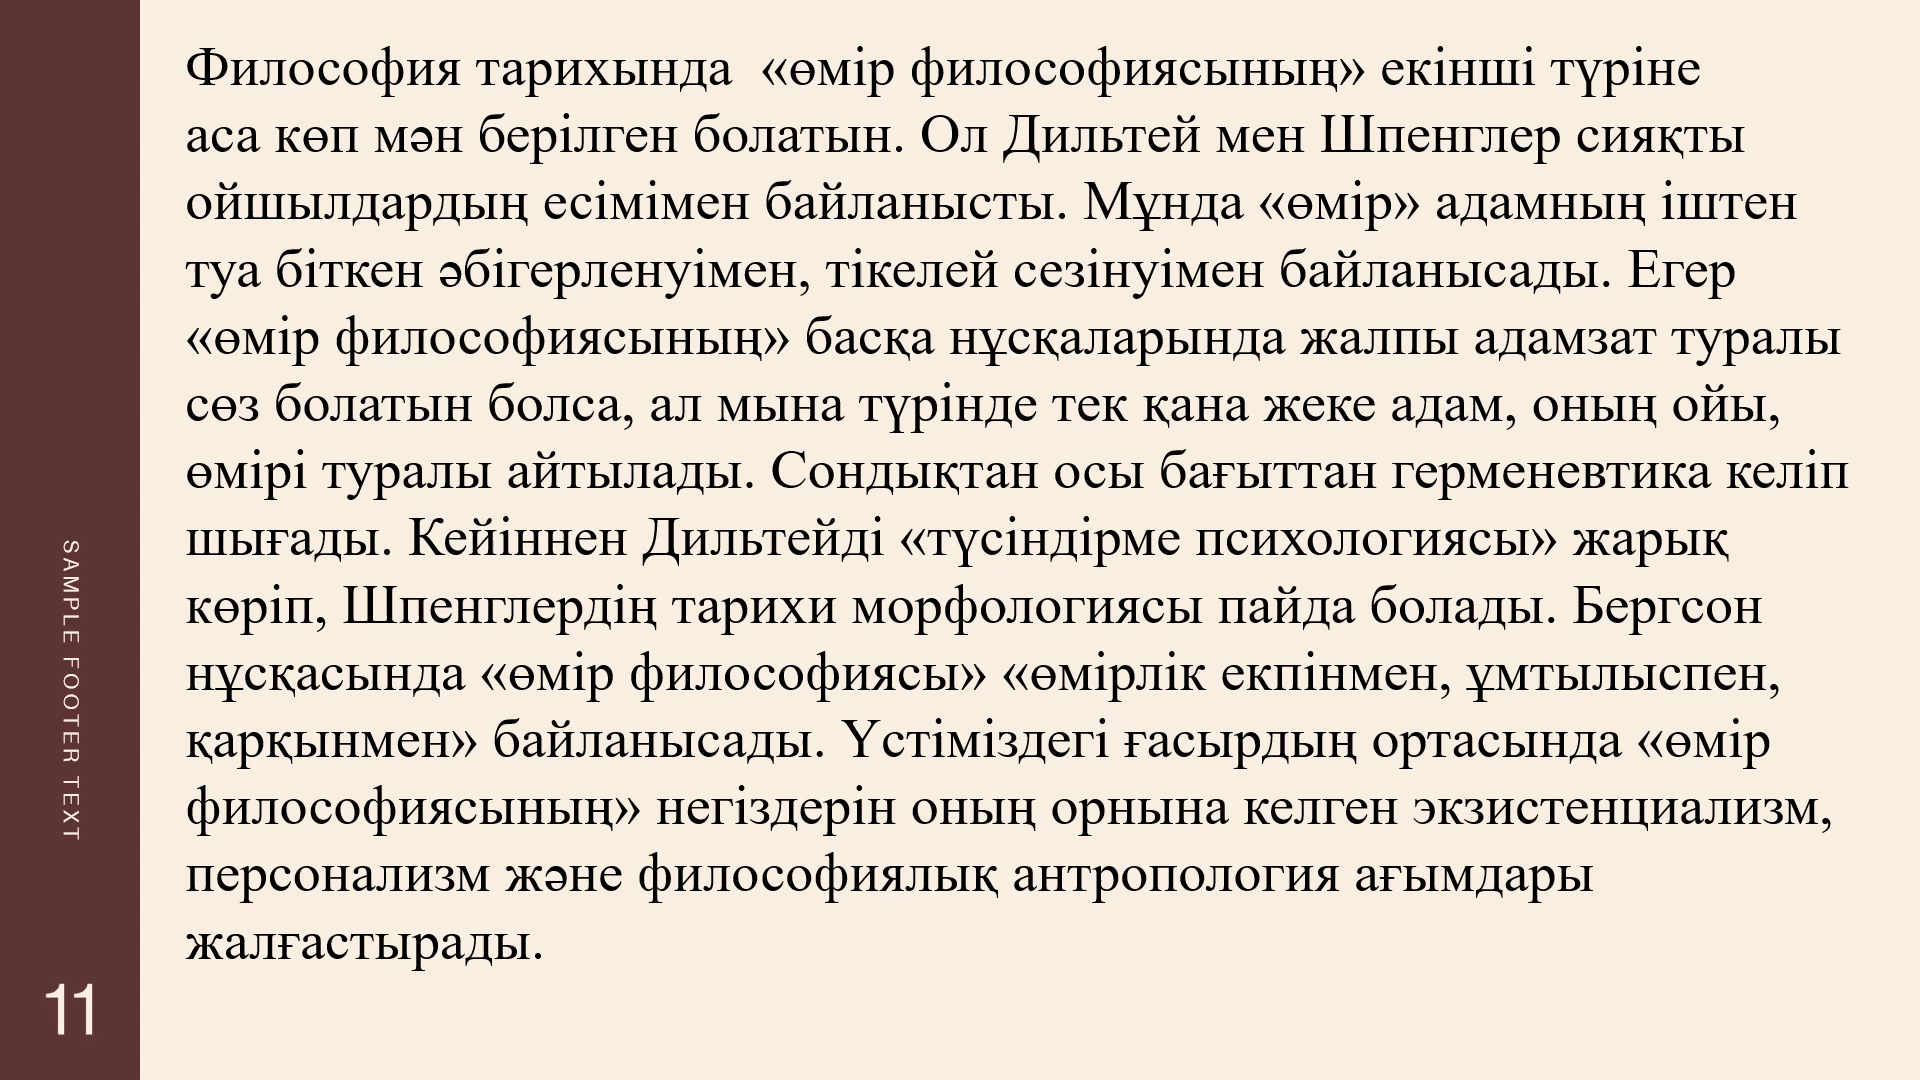 Философия тарихында  «өмір философиясының» екінші түріне
аса көп мән берілген болатын. Ол Дильтей мен Шпенглер сияқты
ойшылдардың есімімен байланысты. Мұнда «өмір» адамның іштен
туа біткен әбігерленуімен, тікелей сезінуімен байланысады. Егер
«өмір философиясының» басқа нұсқаларында жалпы адамзат туралы
сөз болатын болса, ал мына түрінде тек қана жеке адам, оның ойы,
өмірі туралы айтылады. Сондықтан осы бағыттан герменевтика келіп
шығады. Кейіннен Дильтейді «түсіндірме психологиясы» жарық
көріп, Шпенглердің тарихи морфологиясы пайда болады. Бергсон
нұсқасында «өмір философиясы» «өмірлік екпінмен, ұмтылыспен,
қарқынмен» байланысады. Үстіміздегі ғасырдың ортасында «өмір
философиясының» негіздерін оның орнына келген экзистенциализм,
персонализм және философиялық антропология ағымдары
жалғастырады.
SAMPLE FOOTER TEXT
11